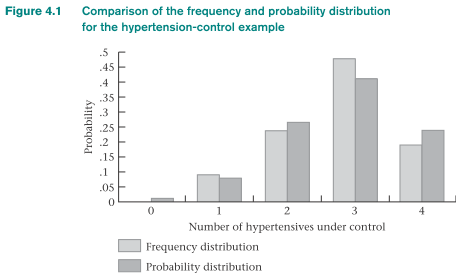 Figure 4.1 Comparison of the frequency and probability distribution
for the hypertension-control example
.5
.45
.4
.35
.3
.25
.2
.15
.1
.05
0
Probability
0 1 2 3 4
Number of hypertensives under control
Frequency distribution
Probability distribution